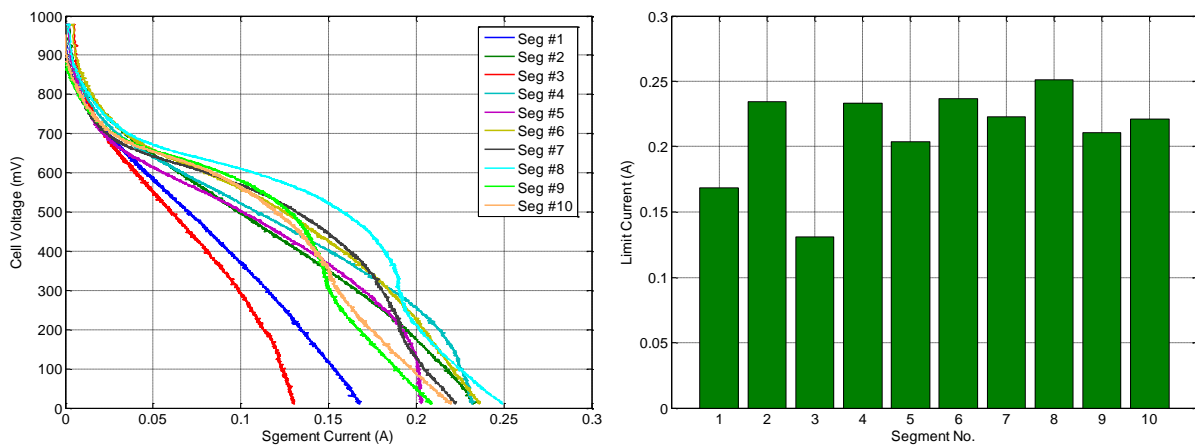 1000
900
800
700
600
500
400
300
200
100
0
Cell Voltage (mV)
0 0.05 0.1 0.15 0.2 0.25 0.3
Sgement Current (A)
Seg #1
Seg #2
Seg #3
Seg #4
Seg #5
Seg #6
Seg #7
Seg #8
Seg #9
Seg #10
0.3
0.25
0.2
0.15
0.1
0.05
0
Limit Current (A)
1 2 3 4 5 6 7 8 9 10
Segment No.